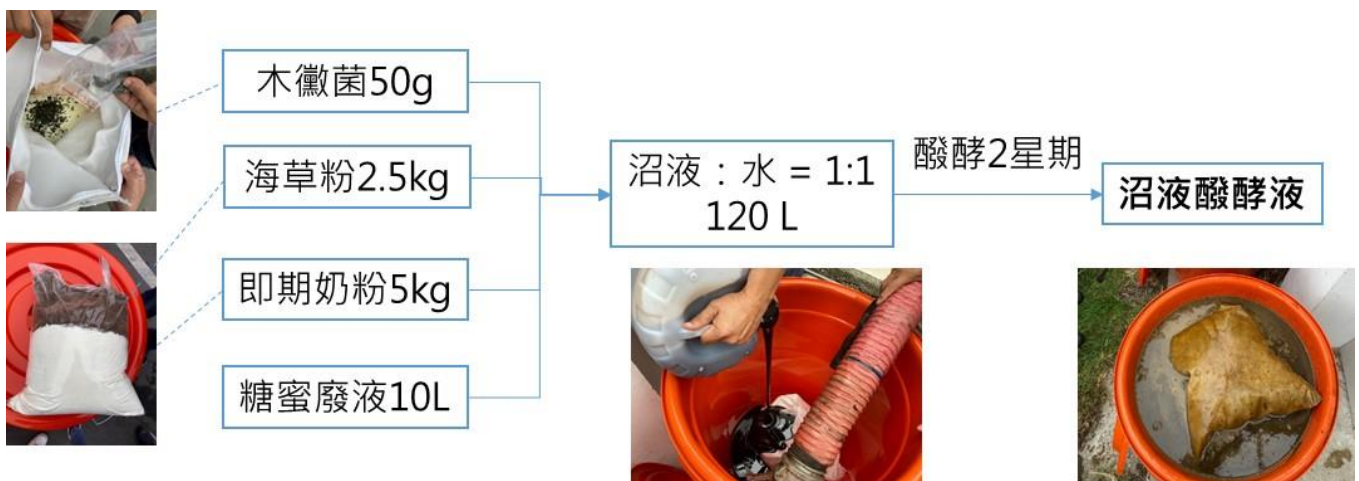 木黴菌50g
海草粉2.5kg
即期奶粉5kg
糖蜜廢液10L
沼液：水 = 1:1
120 L
醱酵2星期
沼液醱酵液